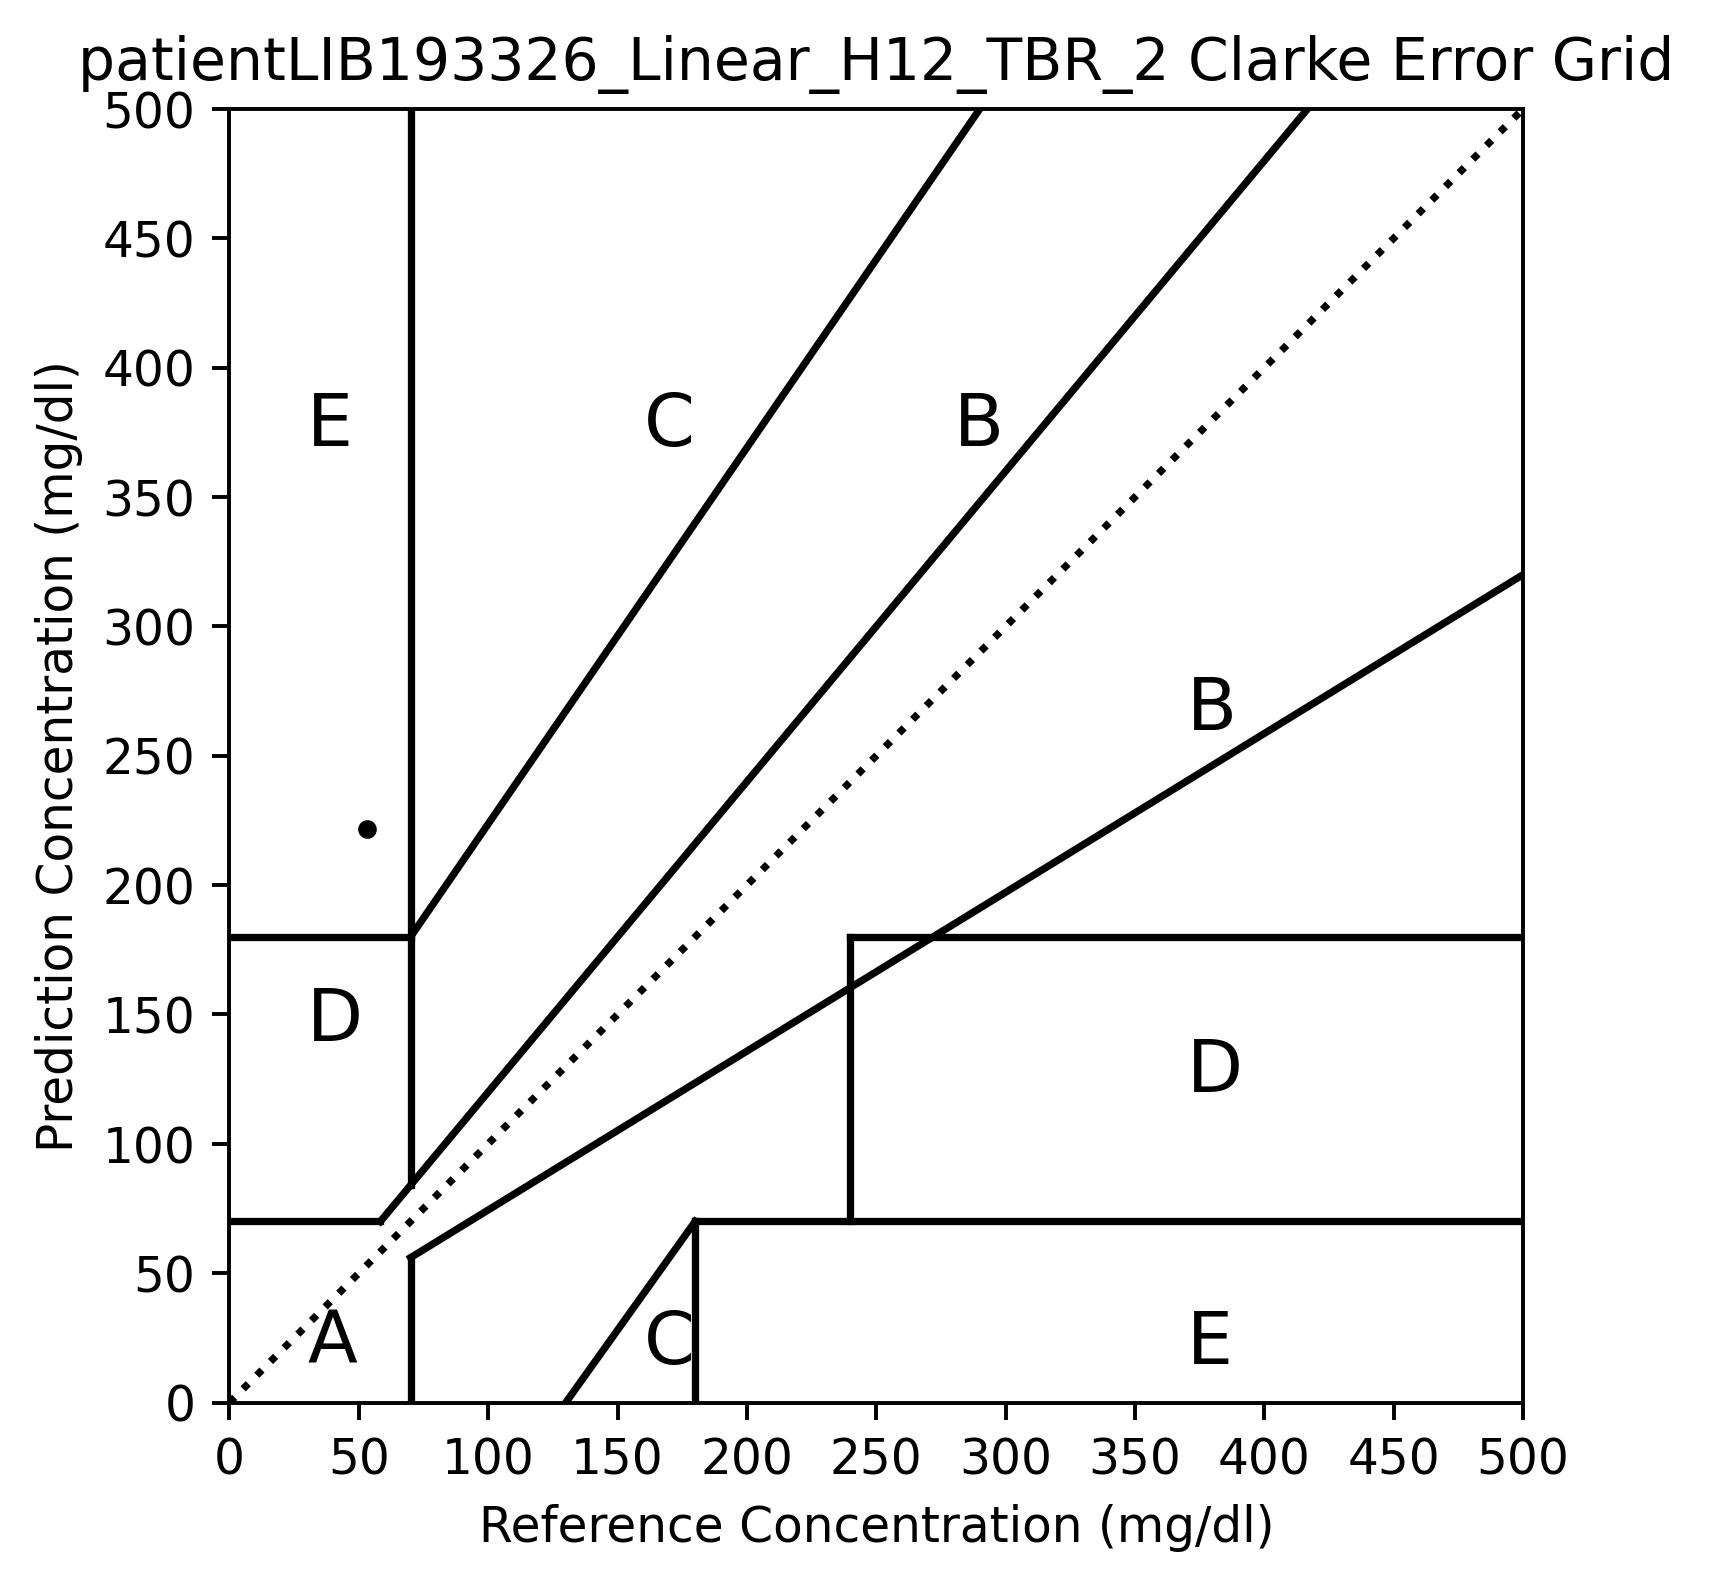 patientLIB193326_Linear_H12_TBR_2 Clarke Error Grid
500
450
400
350
300
250
200
150
100
50
0
Prediction Concentration (mg/dl)
E
C
B
B
D
D
A
C
E
0 50 100 150 200 250 300 350 400 450 500
Reference Concentration (mg/dl)